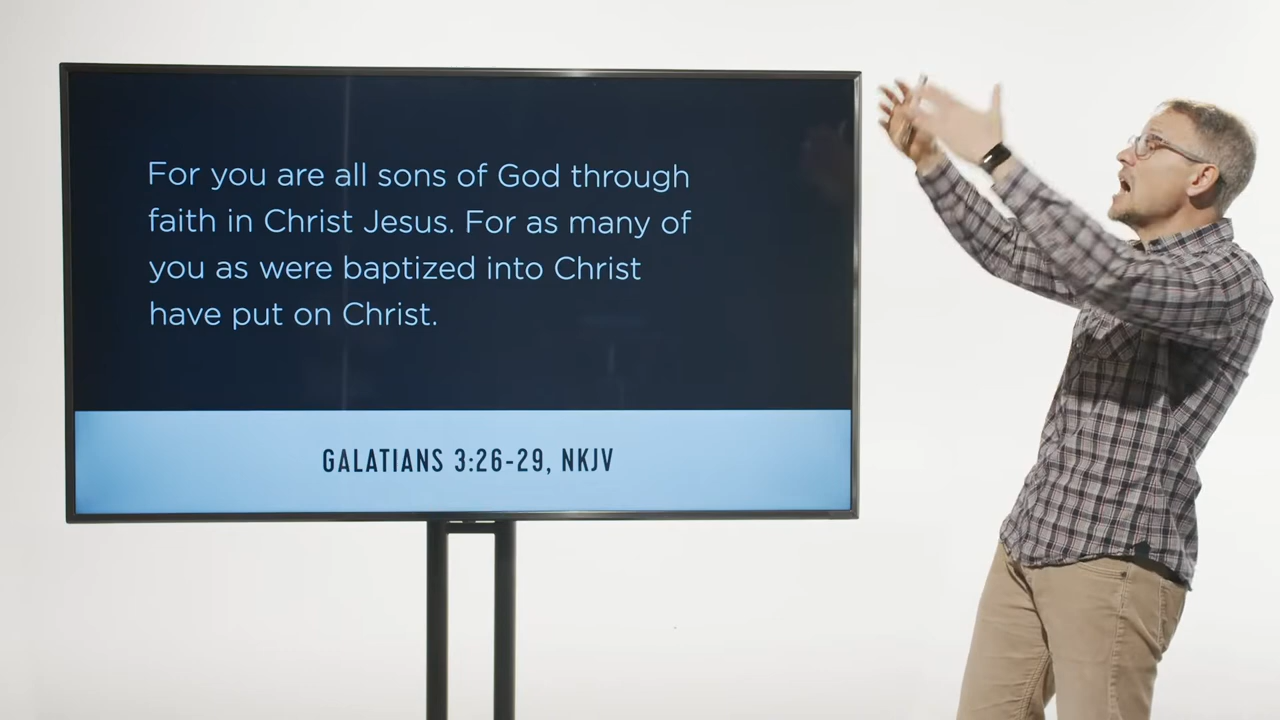 For you are all sons of God through
faith in Christ Jesus. For as many of
you as were baptized into Christ
have put on Christ.
GALATIANS 3:26-29, NKJV